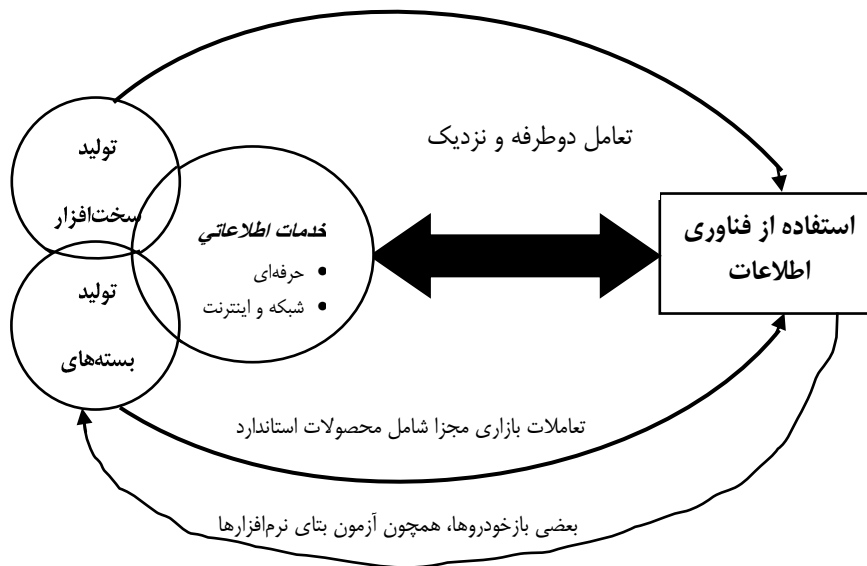 تولید
سخت‌افزار
تولید
بسته‌های
خدمات اطلاعاتي
• حرفه‌ای
• شبکه و اینترنت
تعامل دوطرفه و نزدیک
استفاده از فناوری
اطلاعات
تعاملات بازاری مجزا شامل محصولات استاندارد
بعضی بازخودروها، همچون آزمون بتای نرم‌افزارها